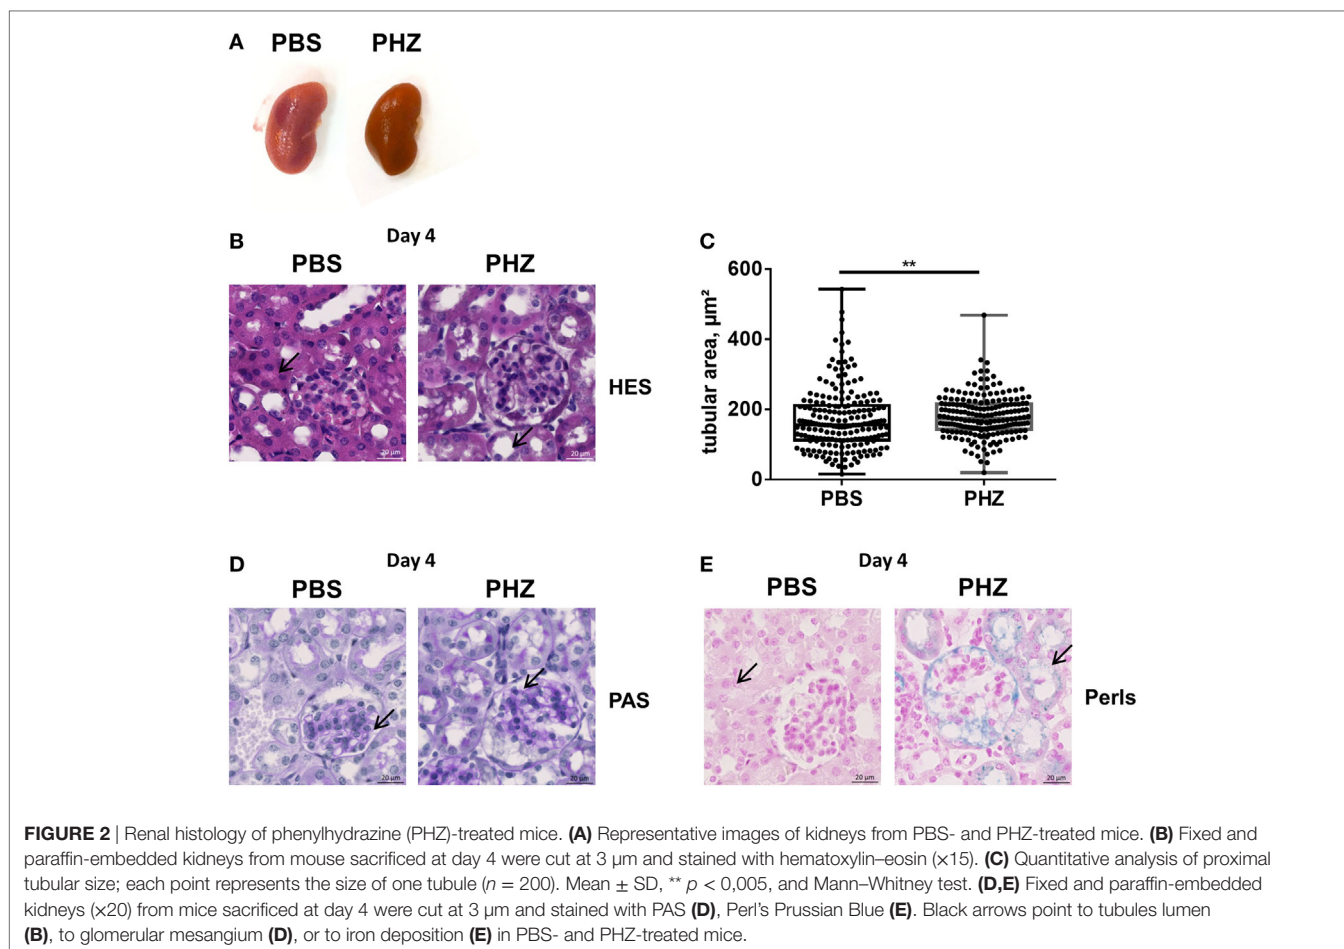 A PBS PHZ
B Day 4
PBS PHZ
HES
20 µm 20 µm
C
600
400
200
0
tubular area, µm²
**
PBS PHZ
D Day 4
PBS PHZ
PAS
20 µm 20 µm
E Day 4
PBS PHZ
Perls
20 µm 20 µm
FIGURE 2 | Renal histology of phenylhydrazine (PHZ)-treated mice. (A) Representative images of kidneys from PBS- and PHZ-treated mice. (B) Fixed and
paraffin-embedded kidneys from mouse sacrificed at day 4 were cut at 3 µm and stained with hematoxylin–eosin (×15). (C) Quantitative analysis of proximal
tubular size; each point represents the size of one tubule (n = 200). Mean ± SD, ** p < 0,005, and Mann–Whitney test. (D,E) Fixed and paraffin-embedded
kidneys (×20) from mice sacrificed at day 4 were cut at 3 µm and stained with PAS (D), Perl's Prussian Blue (E). Black arrows point to tubules lumen
(B), to glomerular mesangium (D), or to iron deposition (E) in PBS- and PHZ-treated mice.